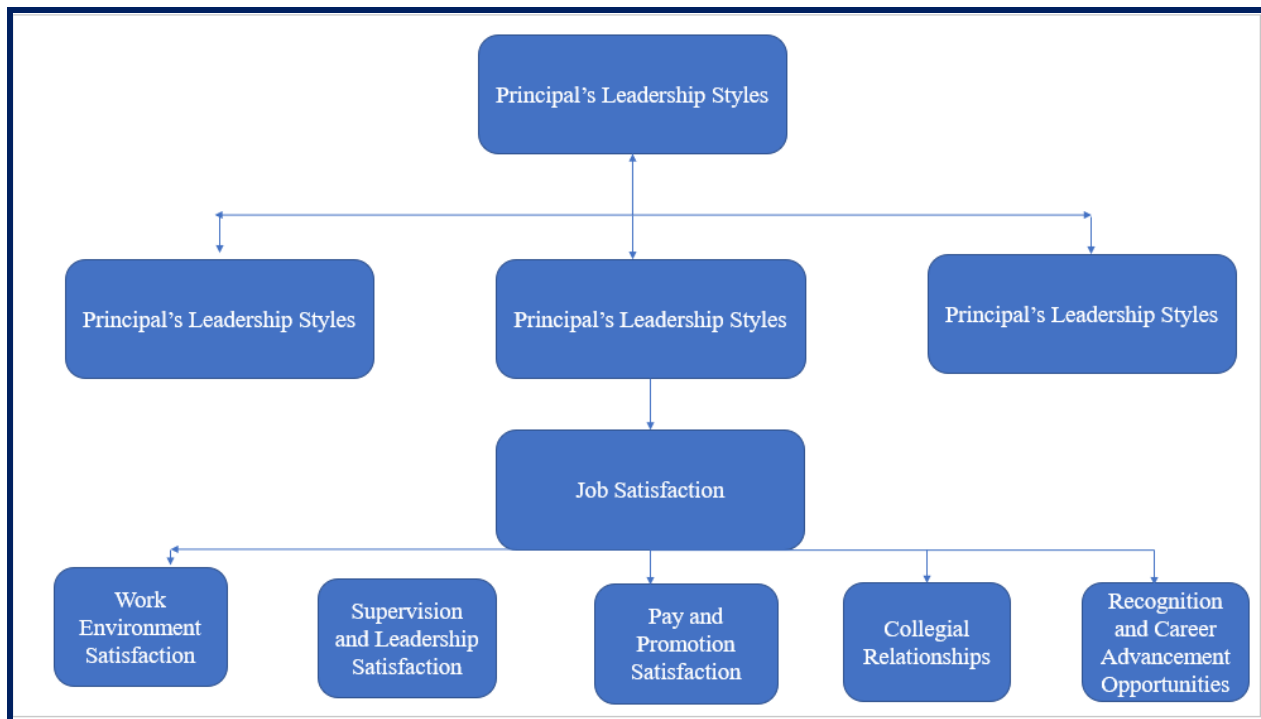 Principal’s Leadership Styles
Principal’s Leadership Styles
Principal’s Leadership Styles
Principal’s Leadership Styles
Job Satisfaction
Work
Environment
Satisfaction
Supervision
and Leadership
Satisfaction
Pay and
Promotion
Satisfaction
Collegial
Relationships
Recognition
and Career
Advancement
Opportunities